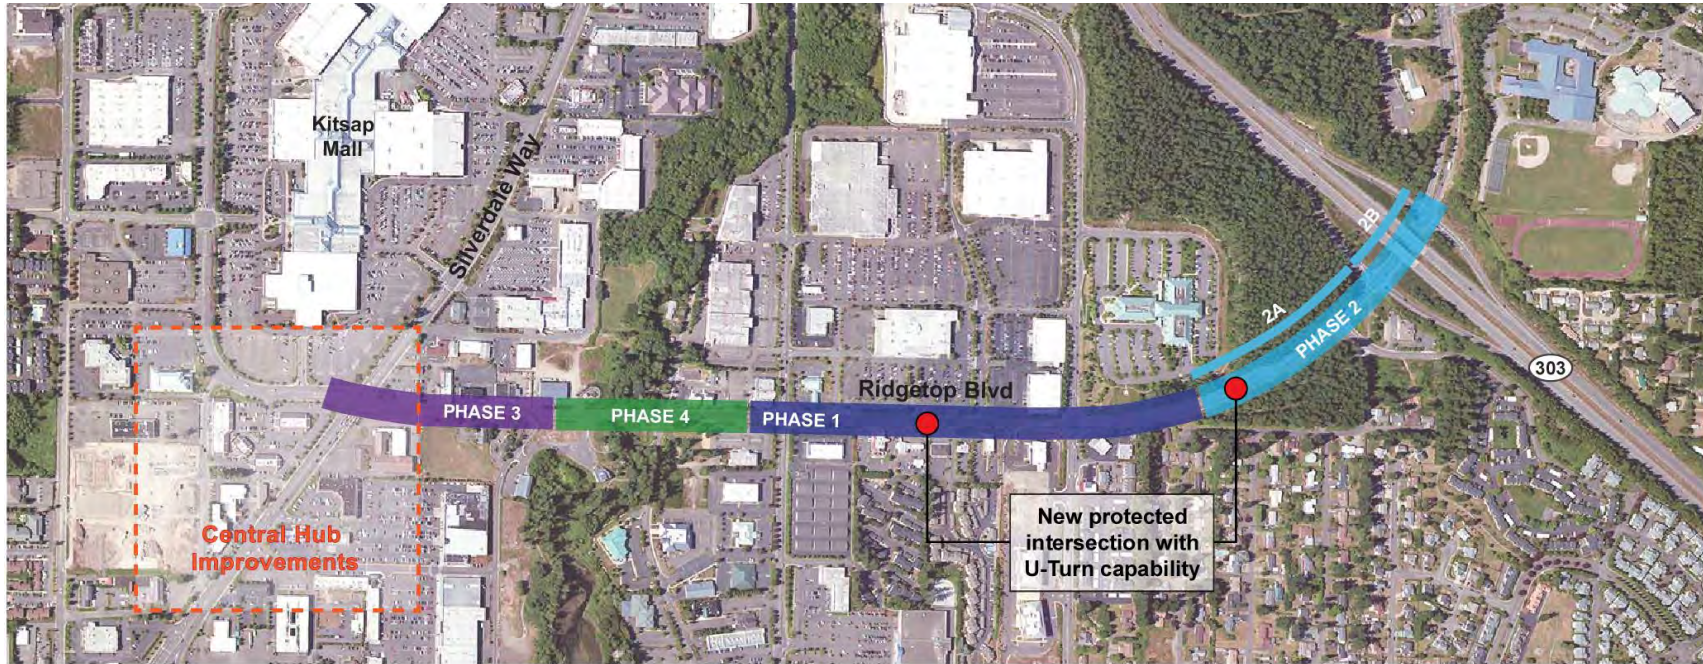 Kitsap
Mall
Silverdale Way
2B
2A
PHASE 2
303
Ridgetop Blvd
PHASE 3
PHASE 4
PHASE 1
New protected
intersection with
U-Turn capability
Central Hub
Improvements